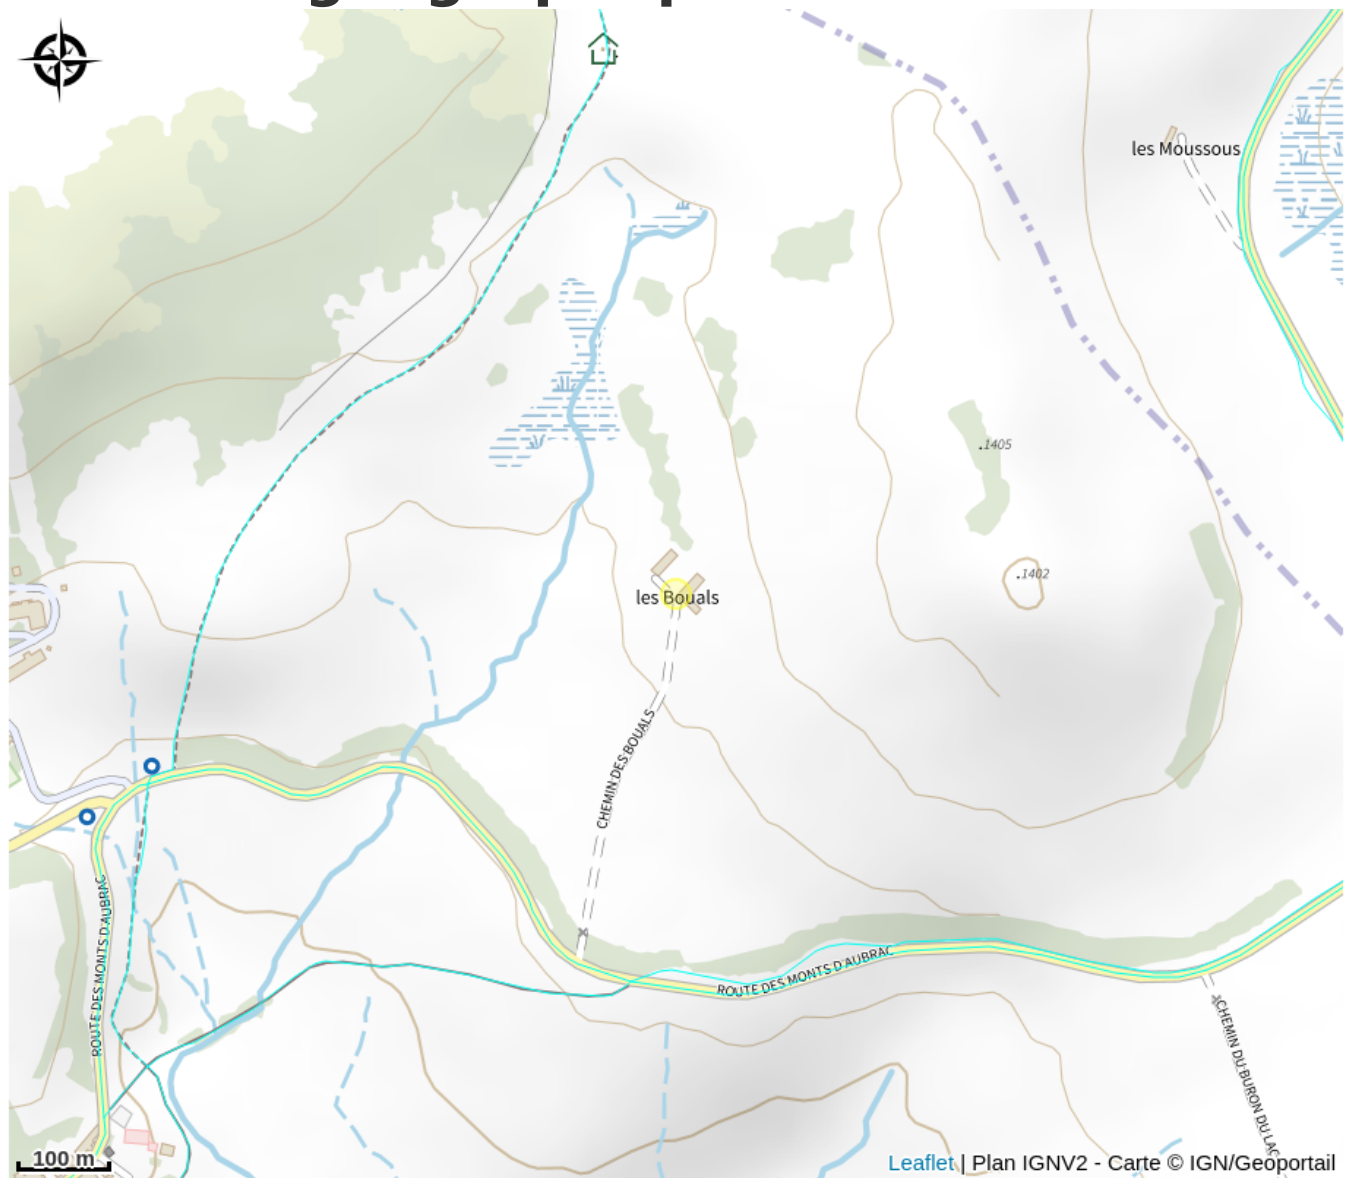 les Moussous
.1405
.1402
les Bouals
CHEMIN DES BOUALS
ROUTE DES MONTS D'AUBRAC
ROUTE DES MONTS D'AUBRAC
CHEMIN DU BURON DU LAC
100 m
Leaflet | Plan IGNV2 - Carte © IGN/Geoportail